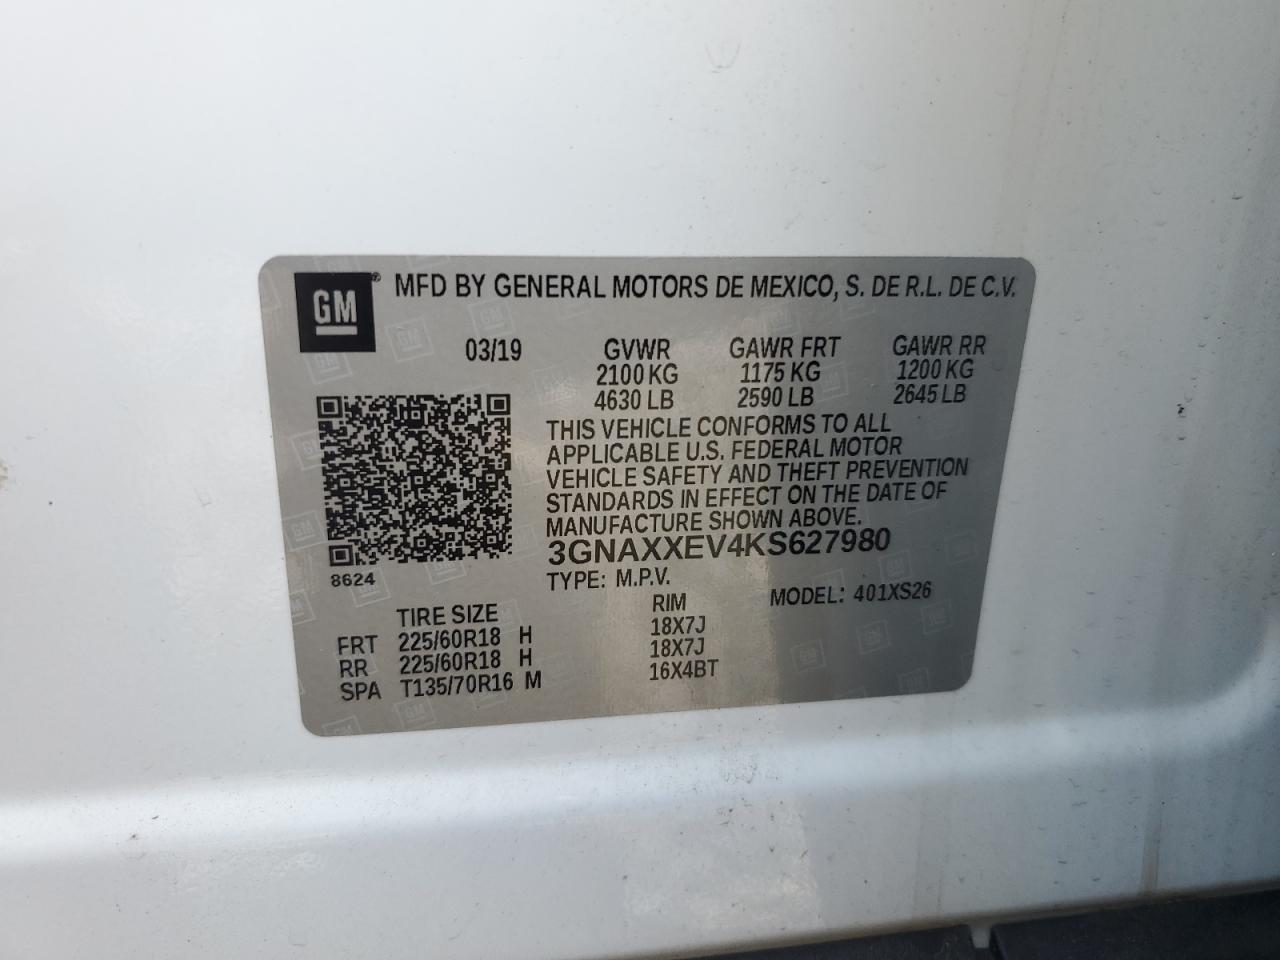 GM® MFD BY GENERAL MOTORS DE MEXICO, S. DE R.L. DE C.V.
03/19 GVWR GAWR FRT GAWR RR
2100 KG 1175 KG 1200 KG
4630 LB 2590 LB 2645 LB
THIS VEHICLE CONFORMS TO ALL
APPLICABLE U.S. FEDERAL MOTOR
VEHICLE SAFETY AND THEFT PREVENTION
STANDARDS IN EFFECT ON THE DATE OF
MANUFACTURE SHOWN ABOVE.
3GNAXXEV4KS627980
8624 TYPE: M.P.V. MODEL: 401XS26
TIRE SIZE RIM
FRT 225/60R18 H 18X7J
RR 225/60R18 H 18X7J
SPA T135/70R16 M 16X4BT